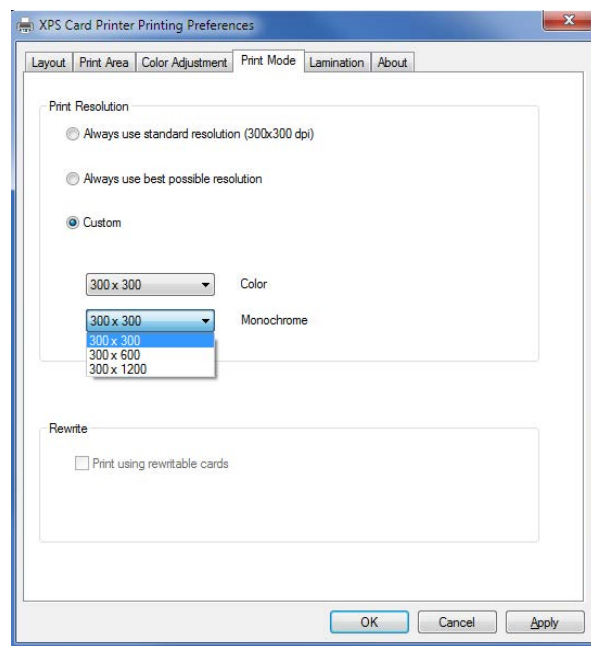 XPS Card Printer Printing Preferences
Layout Print Area Color Adjustment Print Mode Lamination About
Print Resolution
Always use standard resolution (300x300 dpi)
Always use best possible resolution
Custom
300 x 300 Color
300 x 300 Monochrome
300 x 300
300 x 600
300 x 1200
Rewrite
Print using rewritable cards
OK Cancel Apply